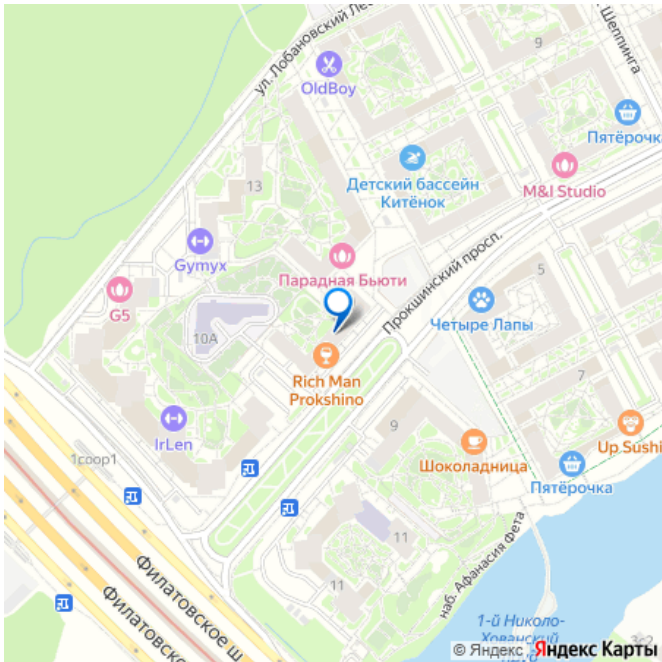 ул. Лобановский Лес
Шеппинга
9
OldBoy
Пятёрочка
Детский бассейн
Китёнок
M&I Studio
13
Gymyx
Парадная Бьюти
Прокшинский просп.
5
G5
Четыре Лапы
10А
Rich Man
Prokshino
7
IrLen
9
Up Sushi
Шоколадница
1соор1
Пятёрочка
наб. Афанасия Фета
11
11
Филатовское ш.
Филатовское
1-й Николо-
Хованский
3с2
© Яндекс Яндекс Карты